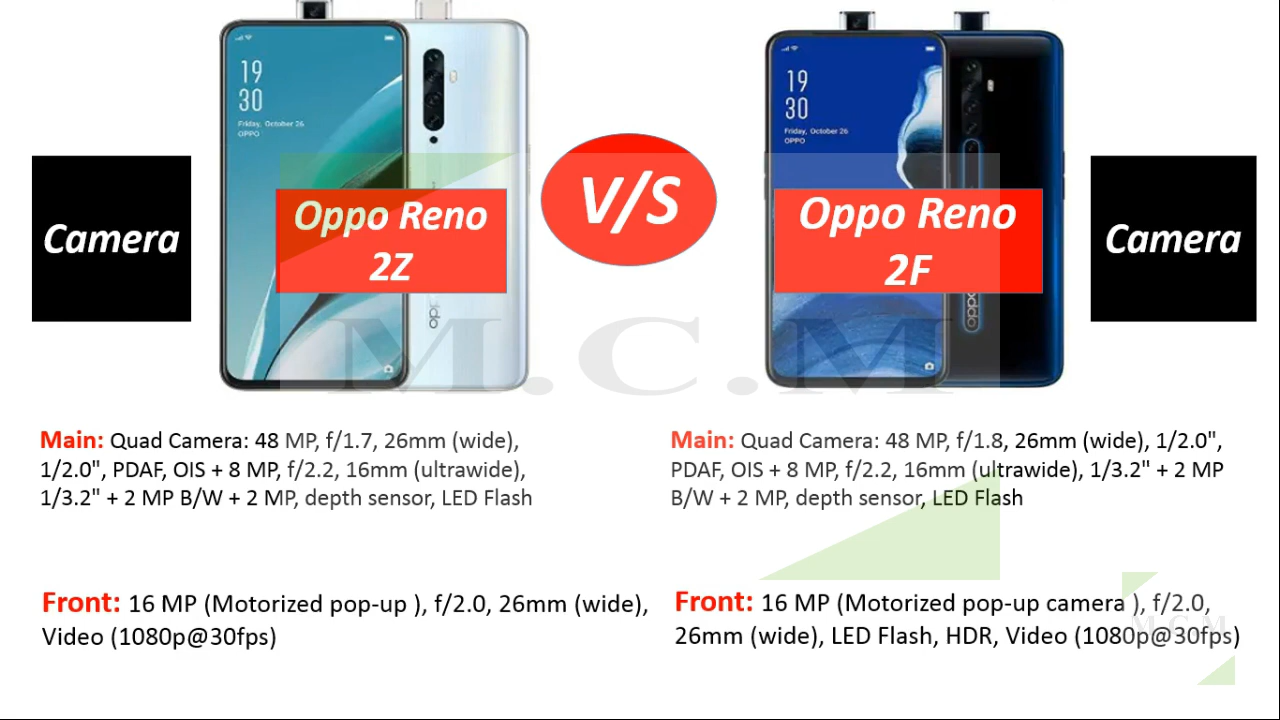 19
30
Friday, October 26
OPPO
19
30
Friday, October 26
OPPO
Camera
Oppo Reno
2Z
V/S
Oppo Reno
2F
Camera
oppo
oppo
M.C.M
Main: Quad Camera: 48 MP, f/1.7, 26mm (wide),
1/2.0", PDAF, OIS + 8 MP, f/2.2, 16mm (ultrawide),
1/3.2" + 2 MP B/W + 2 MP, depth sensor, LED Flash
Main: Quad Camera: 48 MP, f/1.8, 26mm (wide), 1/2.0",
PDAF, OIS + 8 MP, f/2.2, 16mm (ultrawide), 1/3.2" + 2 MP
B/W + 2 MP, depth sensor, LED Flash
Front: 16 MP (Motorized pop-up ), f/2.0, 26mm (wide),
Video (1080p@30fps)
Front: 16 MP (Motorized pop-up camera ), f/2.0,
26mm (wide), LED Flash, HDR, Video (1080p@30fps)
M.C.M